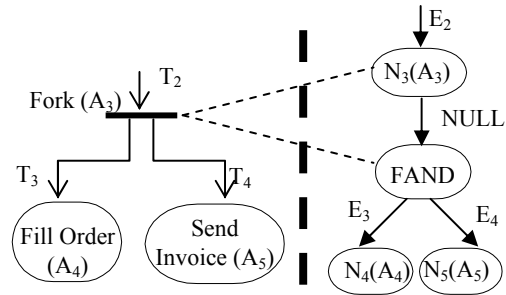 T2
Fork (A3)
T3
T4
Fill Order
(A4)
Send
Invoice (A5)
E2
N3(A3)
NULL
FAND
E3
E4
N4(A4)
N5(A5)